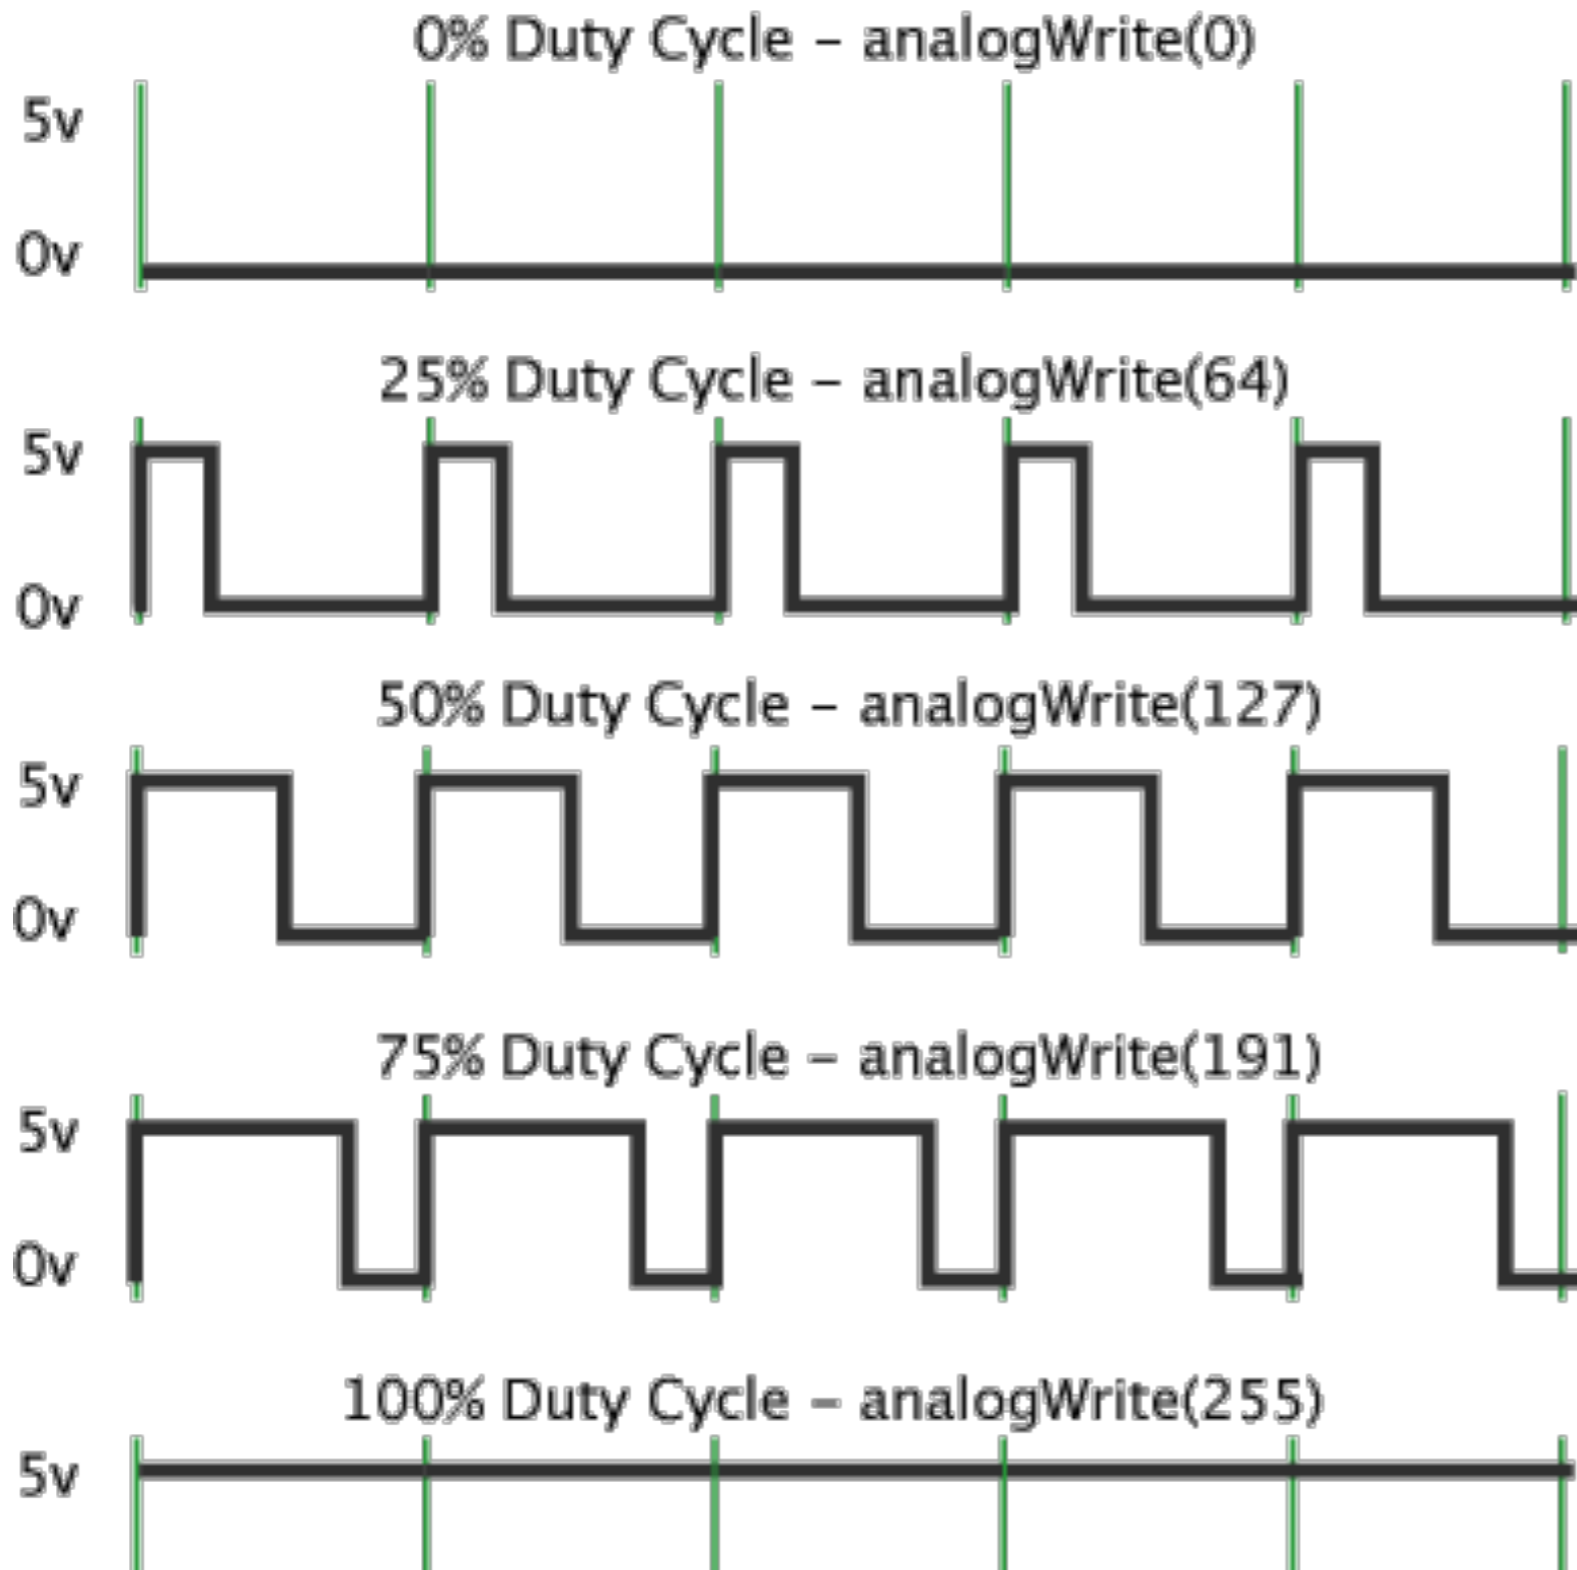 0% Duty Cycle – analogWrite(0)
5v
0v
25% Duty Cycle – analogWrite(64)
5v
0v
50% Duty Cycle – analogWrite(127)
5v
0v
75% Duty Cycle – analogWrite(191)
5v
0v
100% Duty Cycle – analogWrite(255)
5v